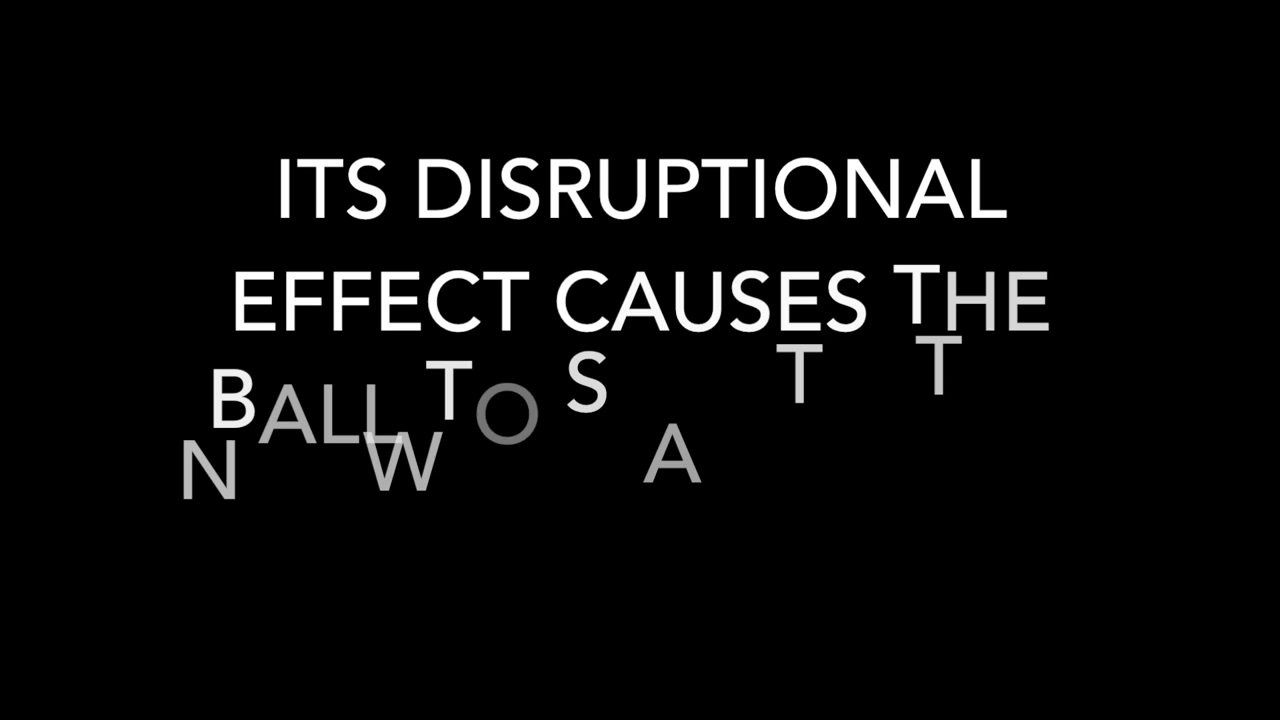 ITS DISRUPTIONAL
EFFECT CAUSES THE
BALL TO S T T
N W A